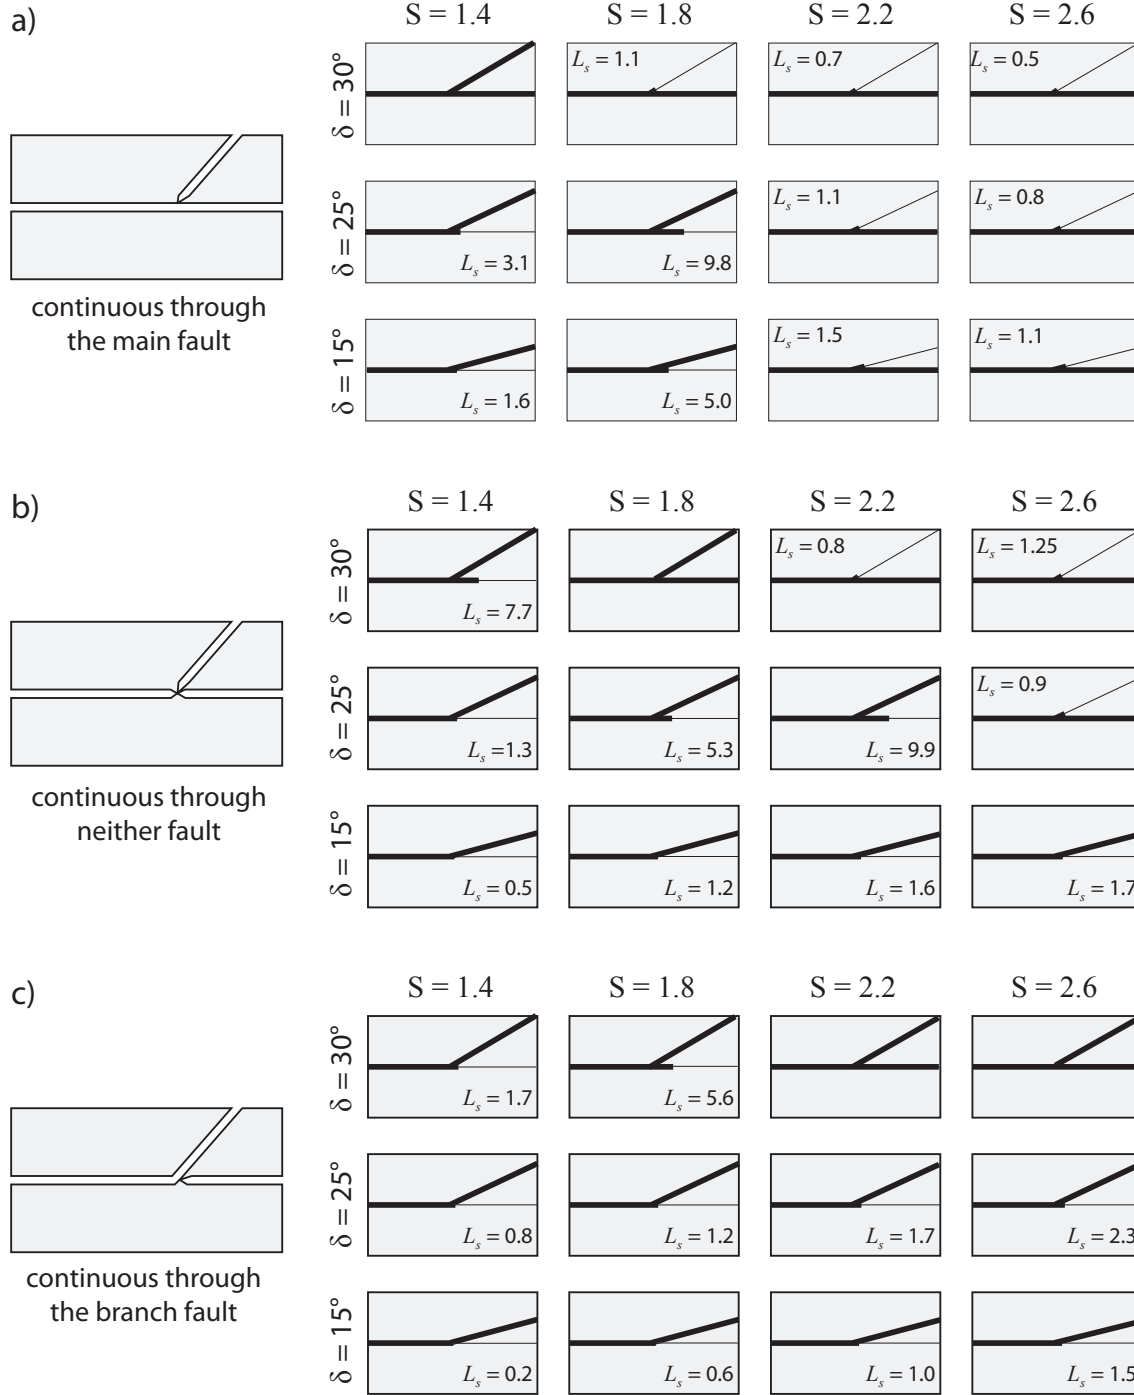 a)
S = 1.4 S = 1.8 S = 2.2 S = 2.6
δ = 30°
L_s = 1.1 L_s = 0.7 L_s = 0.5
δ = 25°
L_s = 3.1 L_s = 9.8 L_s = 1.1 L_s = 0.8
continuous through
the main fault
δ = 15°
L_s = 1.6 L_s = 5.0 L_s = 1.5 L_s = 1.1
b)
S = 1.4 S = 1.8 S = 2.2 S = 2.6
δ = 30°
L_s = 7.7 L_s = 0.8 L_s = 1.25
δ = 25°
L_s =1.3 L_s = 5.3 L_s = 9.9 L_s = 0.9
continuous through
neither fault
δ = 15°
L_s = 0.5 L_s = 1.2 L_s = 1.6 L_s = 1.7
c)
S = 1.4 S = 1.8 S = 2.2 S = 2.6
δ = 30°
L_s = 1.7 L_s = 5.6
δ = 25°
L_s = 0.8 L_s = 1.2 L_s = 1.7 L_s = 2.3
continuous through
the branch fault
δ = 15°
L_s = 0.2 L_s = 0.6 L_s = 1.0 L_s = 1.5